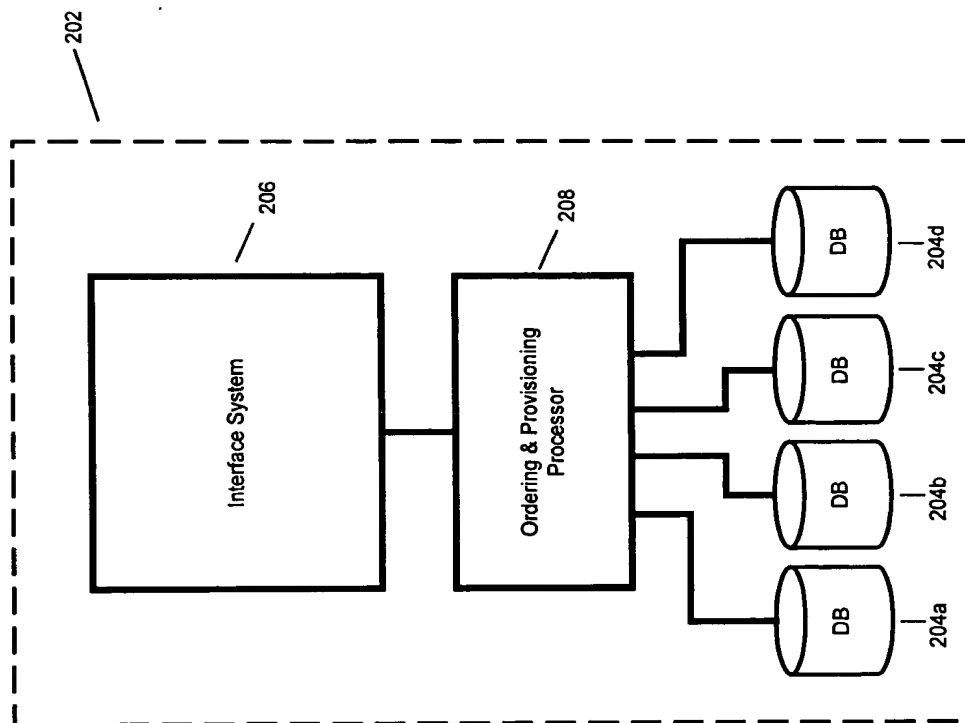 202
206
Interface System
208
Ordering & Provisioning
Processor
DB
DB
DB
DB
204a
204b
204c
204d